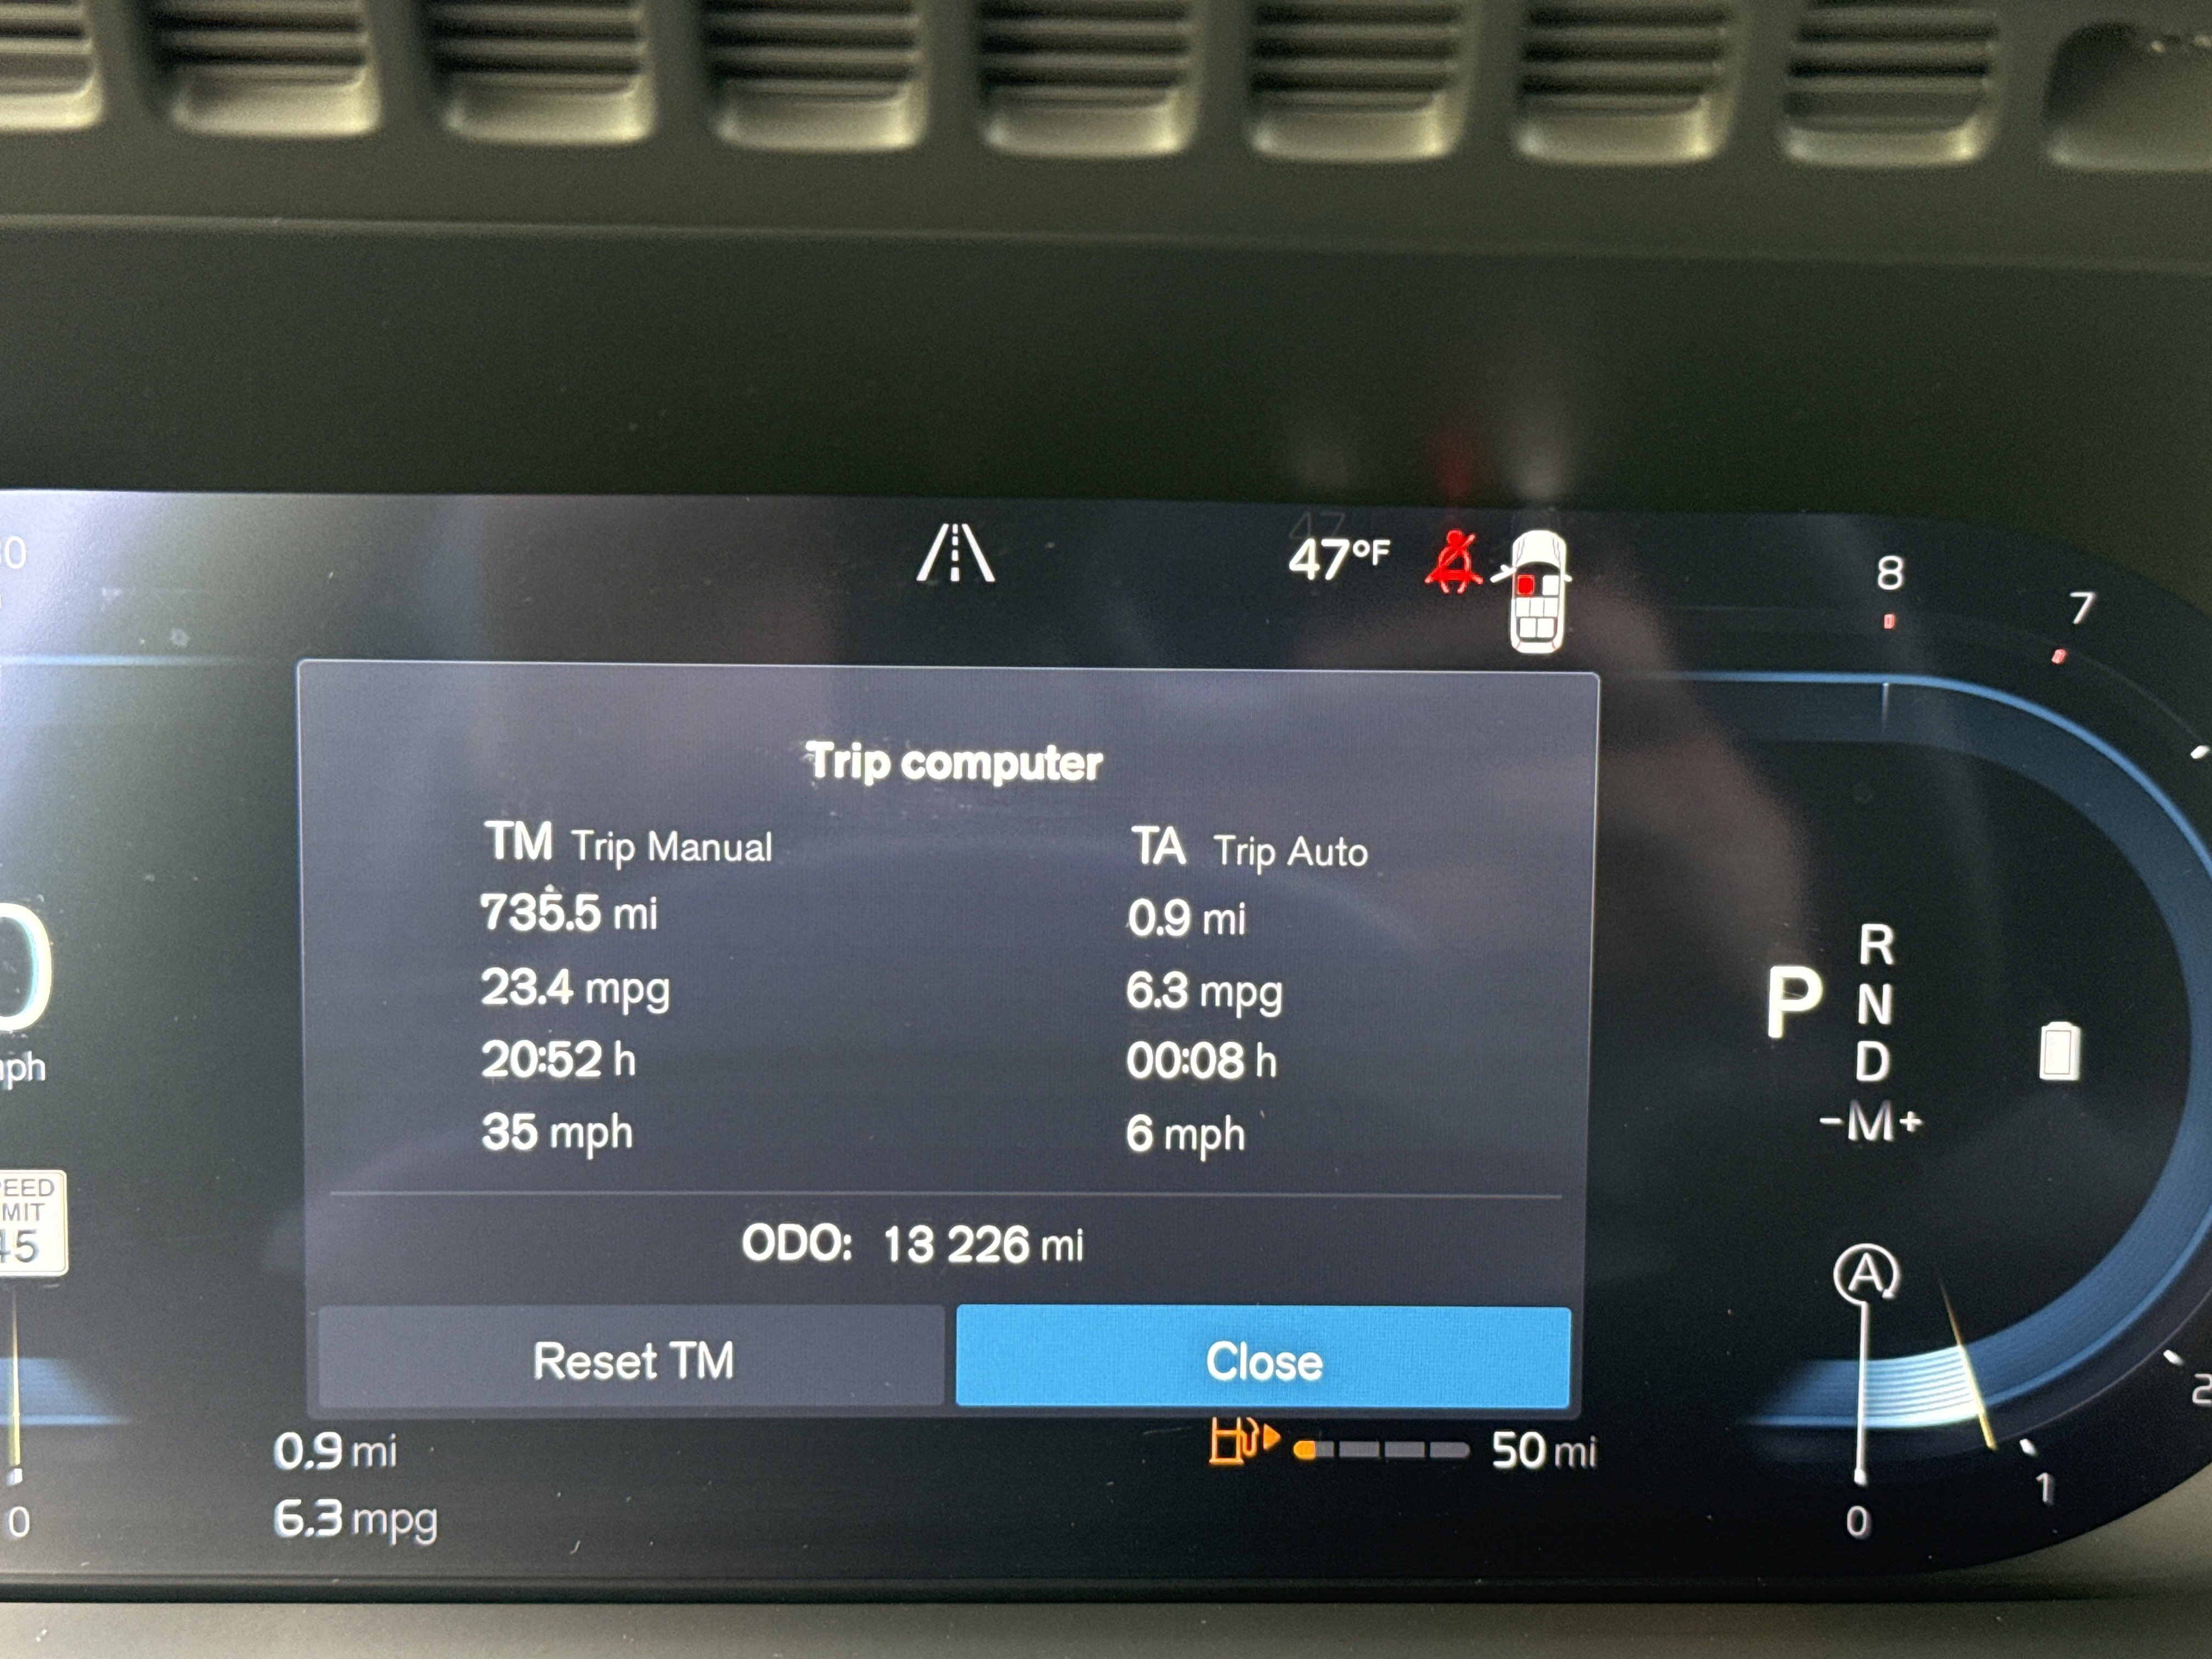 47°F
8
7
Trip computer
TM Trip Manual
TA Trip Auto
735.5 mi
0.9 mi
23.4 mpg
6.3 mpg
20:52 h
00:08 h
35 mph
6 mph
ODO: 13 226 mi
Reset TM
Close
R
P N
D
-M+
A
0.9 mi
6.3 mpg
50 mi
0
0
1
2